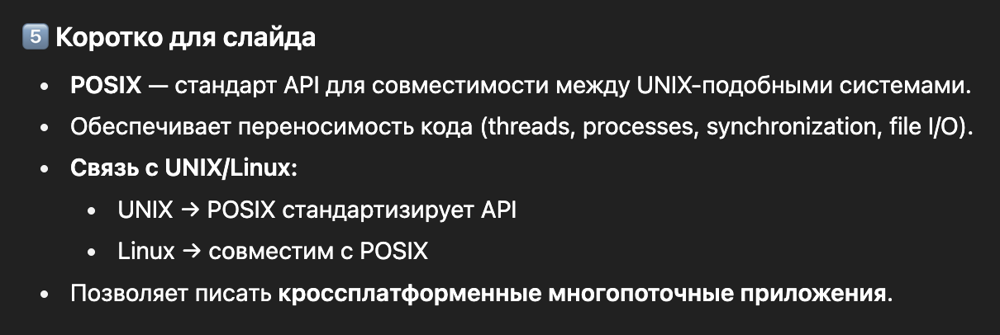 5 Коротко для слайда
• POSIX — стандарт API для совместимости между UNIX-подобными системами.
• Обеспечивает переносимость кода (threads, processes, synchronization, file I/O).
• Связь с UNIX/Linux:
• UNIX → POSIX стандартизирует API
• Linux → совместим с POSIX
• Позволяет писать кроссплатформенные многопоточные приложения.